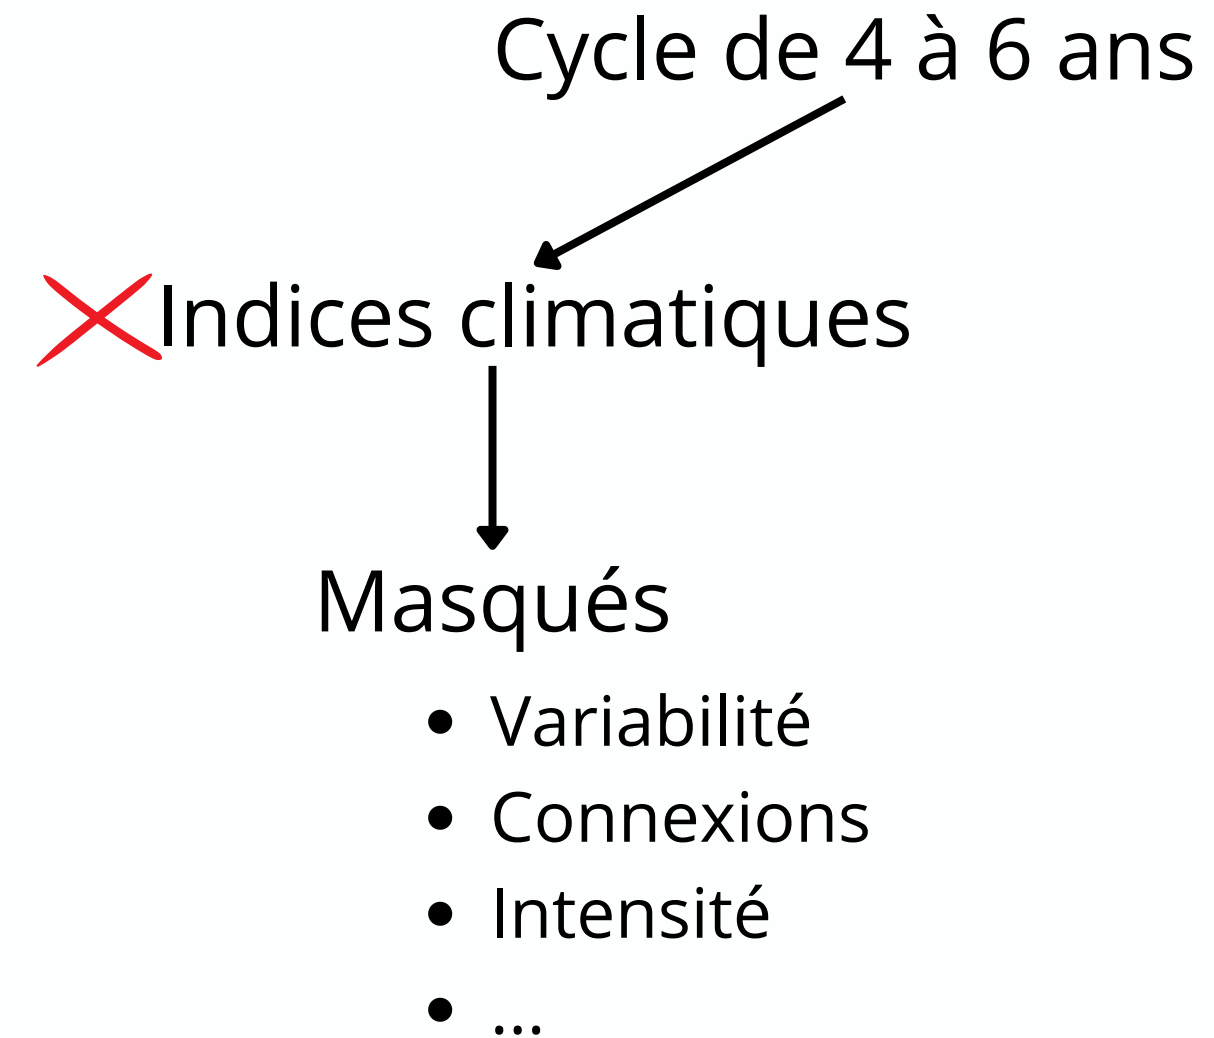 Cycle de 4 à 6 ans
Indices climatiques
Masqués
• Variabilité
• Connexions
• Intensité
• ...